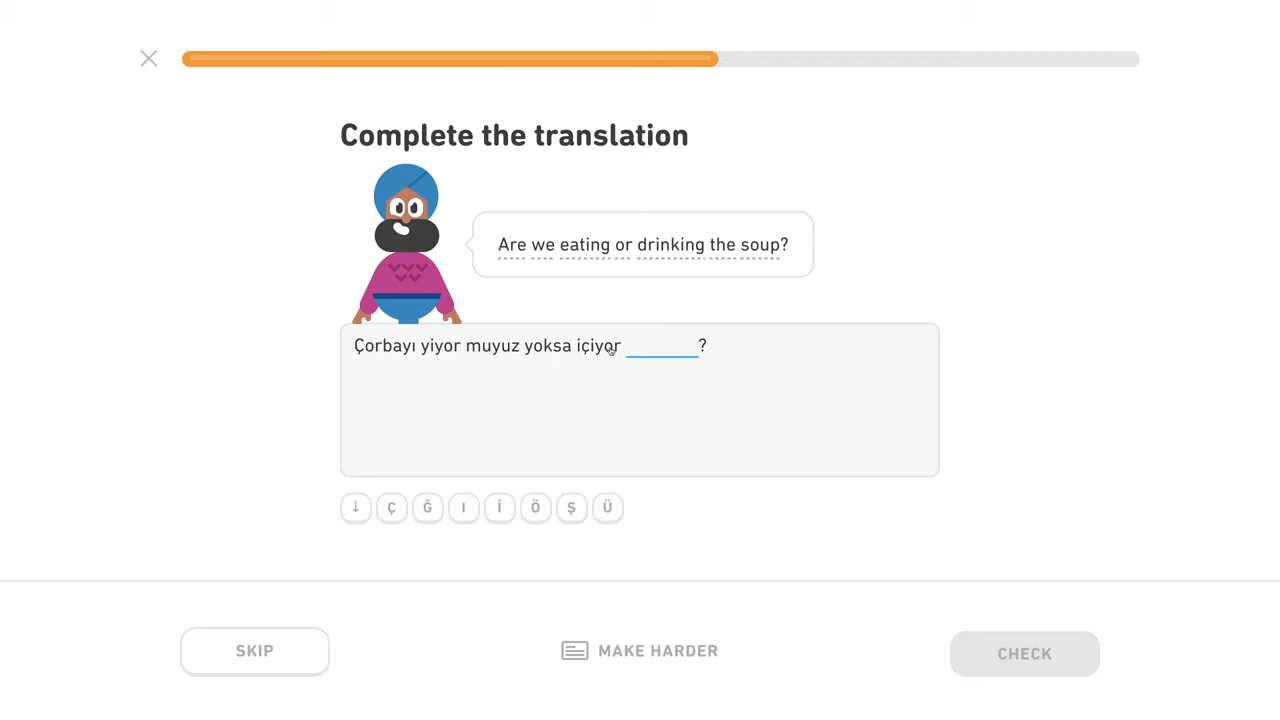 Complete the translation
Are we eating or drinking the soup?
Çorbayı yiyor muyuz yoksa içiyor ?
↓ Ç Ğ I İ Ö Ş Ü
SKIP
MAKE HARDER
CHECK